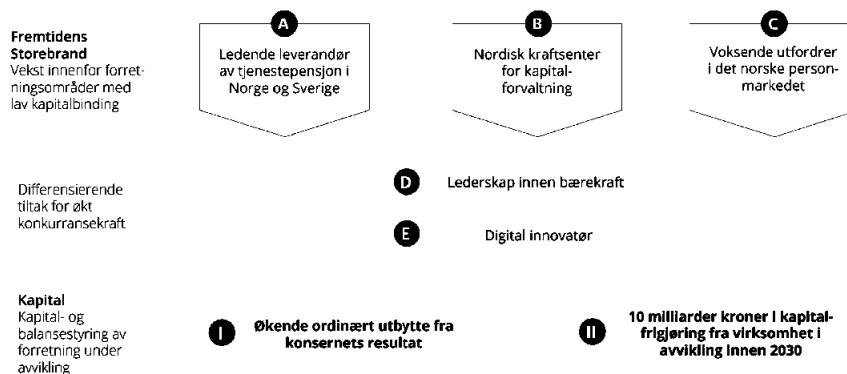 Fremtidens
Storebrand
Vekst innenfor forret-
ningsområder med
lav kapitalbinding
A
Ledende leverandør
av tjenestepensjon i
Norge og Sverige
B
Nordisk kraftsenter
for kapital-
forvaltning
C
Voksende utfordrer
i det norske person-
markedet
Differensierende
tiltak for økt
konkurransekraft
D
Lederskap innen bærekraft
E
Digital innovatør
Kapital
Kapital- og
balansestyring av
forretning under
avvikling
I
Økende ordinært utbytte fra
konsernets resultat
II
10 milliarder kroner i kapital-
frigjøring fra virksomhet i
avvikling innen 2030